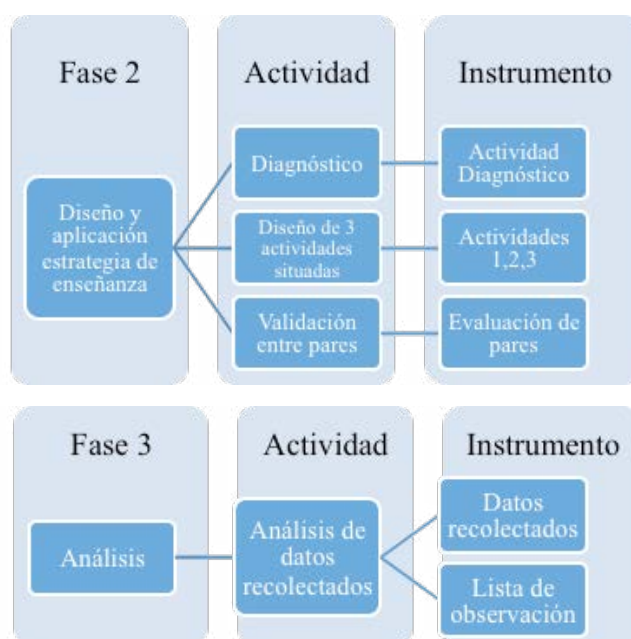 Fase 2
Actividad
Instrumento
Diseño y
aplicación
estrategia de
enseñanza
Diagnóstico
Actividad
Diagnóstico
Diseño de 3
actividades
situadas
Actividades
1,2,3
Validación
entre pares
Evaluación de
pares
Fase 3
Actividad
Instrumento
Análisis
Análisis de
datos
recolectados
Datos
recolectados
Lista de
observación